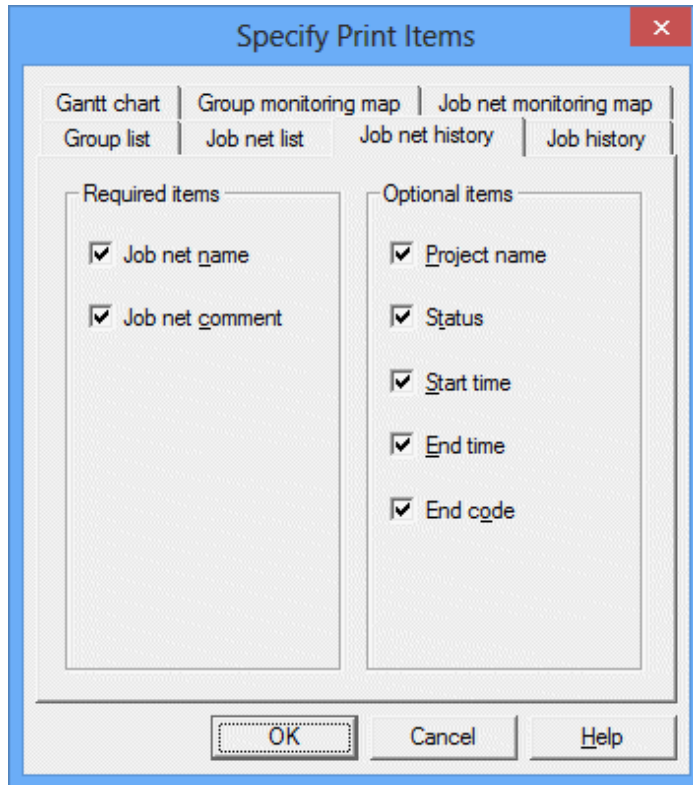 Specify Print Items
Gantt chart Group monitoring map Job net monitoring map
Group list Job net list Job net history Job history
Required items Optional items
Job net name Project name
Job net comment Status
Start time
End time
End code
OK Cancel Help